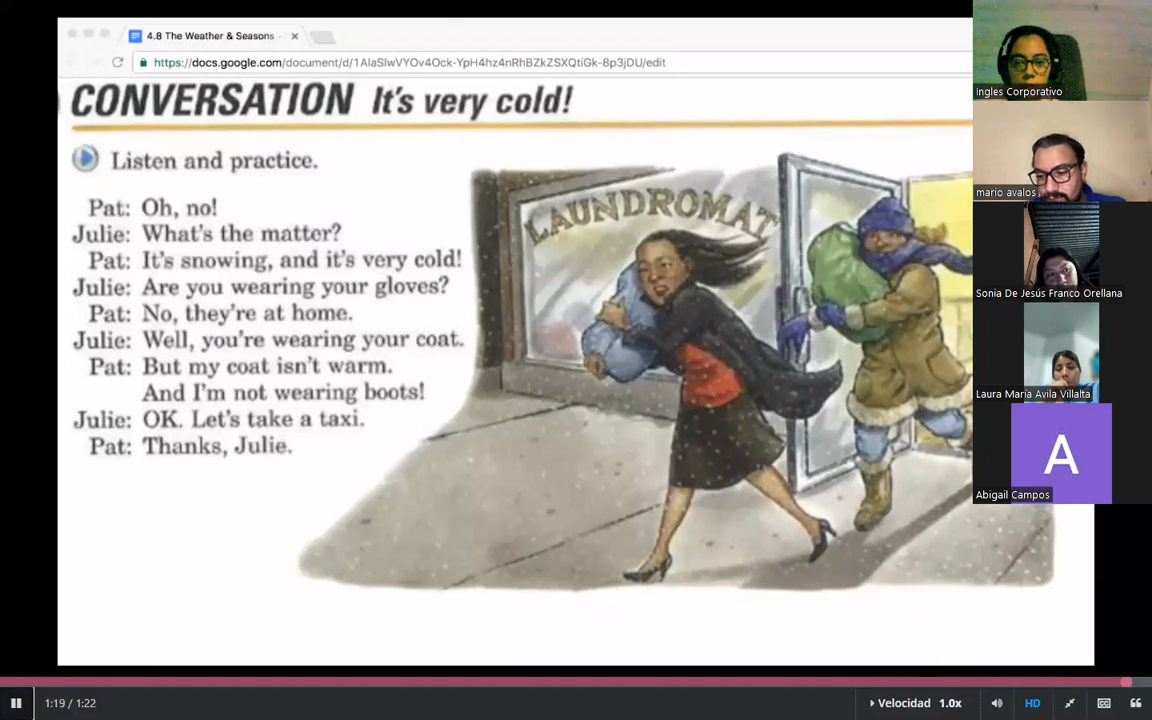 4.8 The Weather & Seasons -
https://docs.google.com/document/d/1AlaSlwVYOv4Ock-YpH4hz4nRhBZkZSXQtiGk-8p3jDU/edit
CONVERSATION It's very cold!
Listen and practice.
Pat: Oh, no!
Julie: What's the matter?
Pat: It's snowing, and it's very cold!
Julie: Are you wearing your gloves?
Pat: No, they're at home.
Julie: Well, you're wearing your coat.
Pat: But my coat isn't warm.
And I'm not wearing boots!
Julie: OK. Let's take a taxi.
Pat: Thanks, Julie.
LAUNDROMAT
Ingles Corporativo
mario avalos
Sonia De Jesús Franco Orellana
Laura María Avila Villalta
A
Abigail Campos
1:19 / 1:22
Velocidad 1.0x
HD